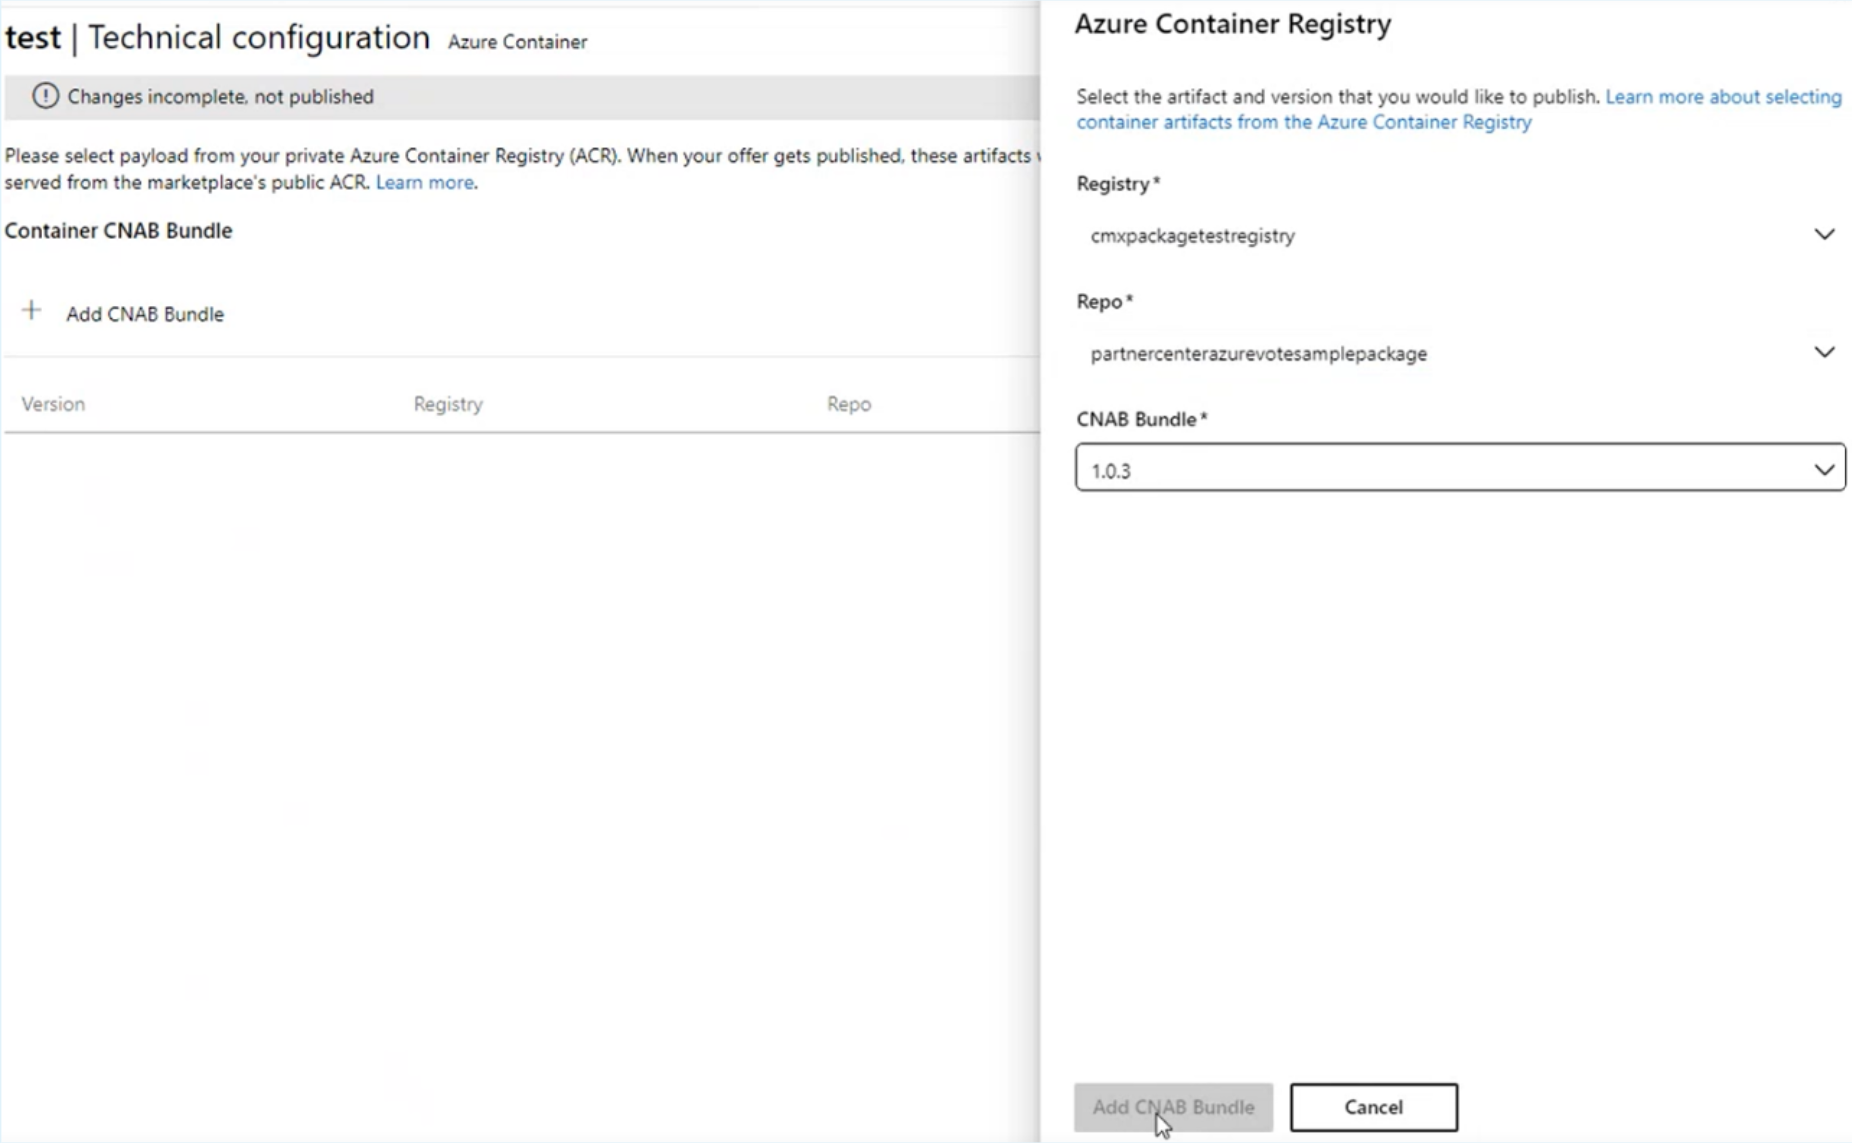 test | Technical configuration Azure Container
Changes incomplete, not published
Please select payload from your private Azure Container Registry (ACR). When your offer gets published, these artifacts
served from the marketplace's public ACR. Learn more.
Container CNAB Bundle
+ Add CNAB Bundle
Version Registry Repo
Azure Container Registry
Select the artifact and version that you would like to publish. Learn more about selecting
container artifacts from the Azure Container Registry
Registry *
cmxpackagetestregistry
Repo *
partnercenterazurevotesamplepackage
CNAB Bundle *
1.0.3
Add CNAB Bundle Cancel